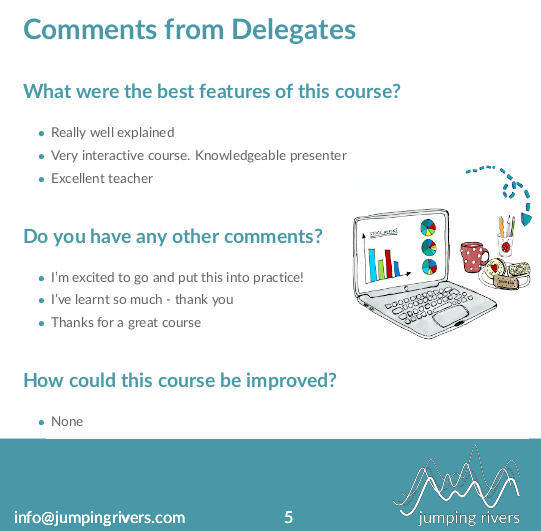 Comments from Delegates
What were the best features of this course?
• Really well explained
• Very interactive course. Knowledgeable presenter
• Excellent teacher
Do you have any other comments?
• I'm excited to go and put this into practice!
• I've learnt so much - thank you
• Thanks for a great course
How could this course be improved?
• None
info@jumpingrivers.com
5
jumping rivers